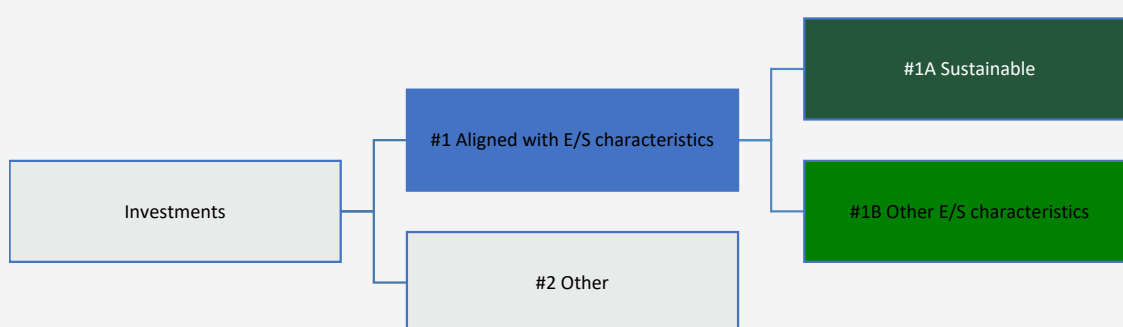 #1A Sustainable
#1 Aligned with E/S characteristics
Investments
#1B Other E/S characteristics
#2 Other